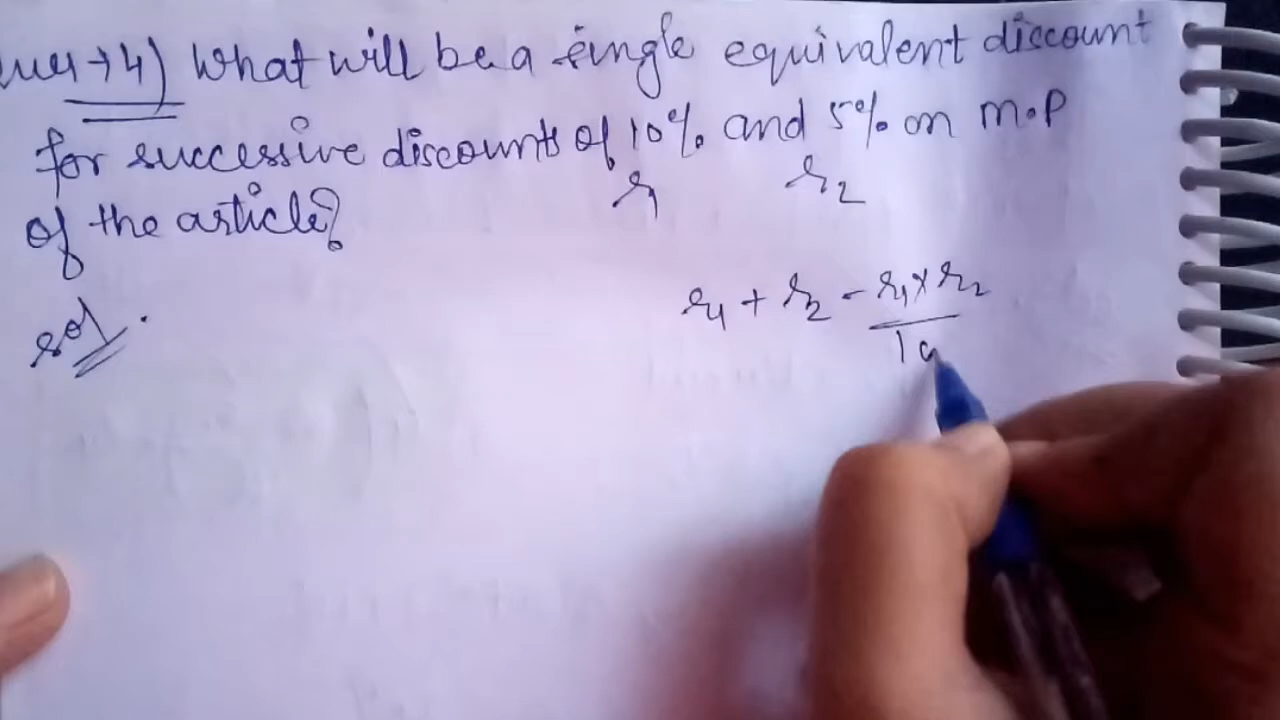 4) What will be a single equivalent discount
for successive discounts of 10% and 5% on m.p
r1 r2
of the article?
r1 + r2 - r1 x r2
10
sol.